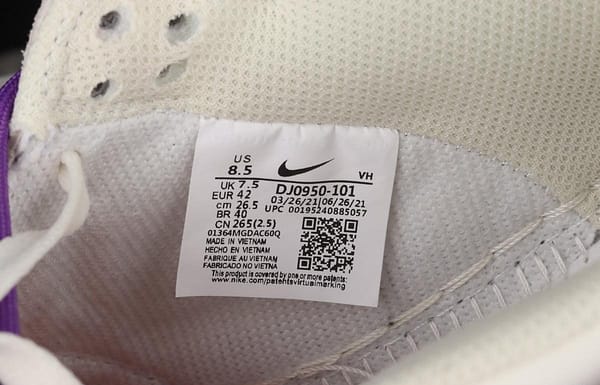 US
8.5
VH
UK 7.5
DJ0950-101
EUR 42
03/26/21|06/26/21
cm 26.5
UPC 00195240885057
BR 40
CN 265(2.5)
01364MGDAC60Q
MADE IN VIETNAM
HECHO EN VIETNAM
FABRIQUE AU VIETNAM
FABRICADO NO VIETNA
This product is covered by one or more patents:
www.nike.com/patentsvirtualmarking